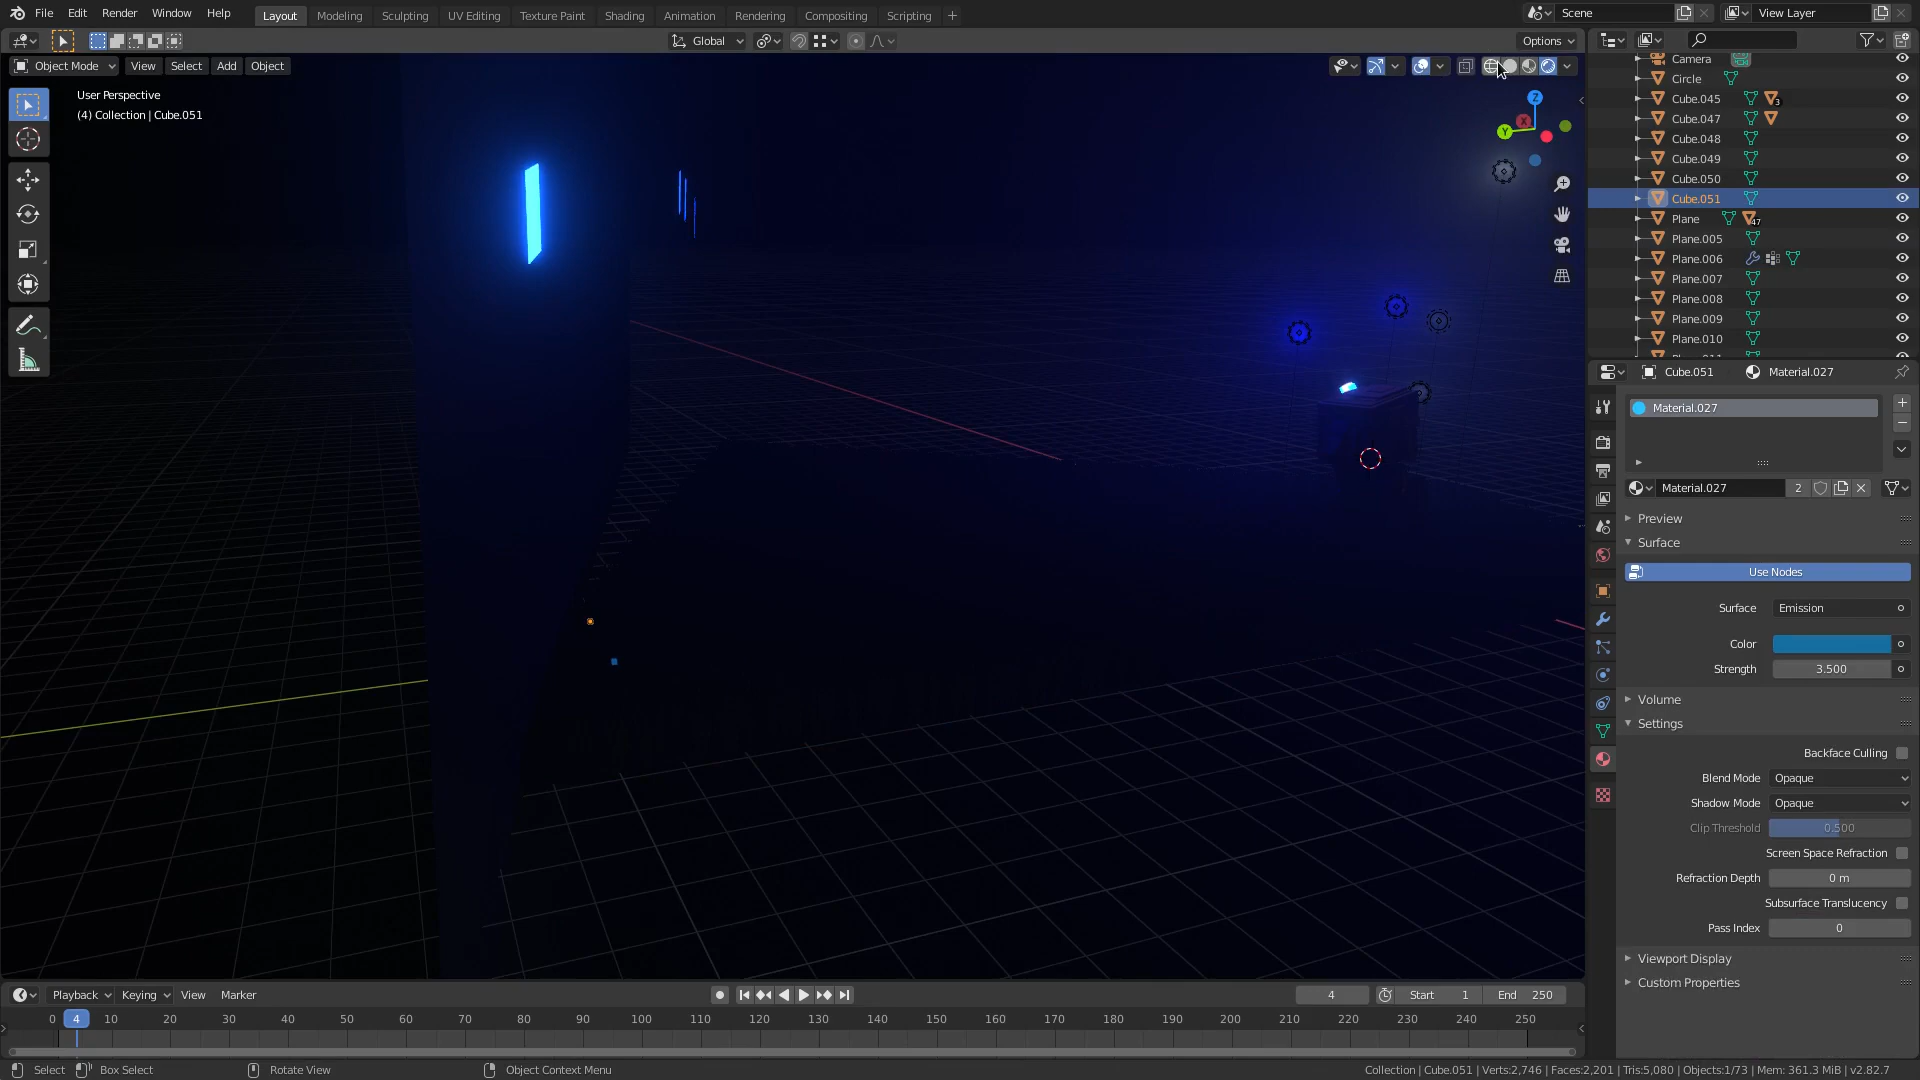 File Edit Render Window Help Layout Modeling Sculpting UV Editing Texture Paint Shading Animation Rendering Compositing Scripting + Scene View Layer
Global Options
Object Mode View Select Add Object
User Perspective
(4) Collection | Cube.051
Z
X
Y
Camera
Circle
Cube.045 3
Cube.047
Cube.048
Cube.049
Cube.050
Cube.051
Plane 47
Plane.005
Plane.006
Plane.007
Plane.008
Plane.009
Plane.010
Cube.051 Material.027
Material.027
Material.027 2
Preview
Surface
Use Nodes
Surface Emission
Color
Strength 3.500
Volume
Settings
Backface Culling
Blend Mode Opaque
Shadow Mode Opaque
Clip Threshold 0.500
Screen Space Refraction
Refraction Depth 0 m
Subsurface Translucency
Pass Index 0
Viewport Display
Custom Properties
Playback Keying View Marker 4 Start 1 End 250
0 4 10 20 30 40 50 60 70 80 90 100 110 120 130 140 150 160 170 180 190 200 210 220 230 240 250
Select Box Select Rotate View Object Context Menu Collection | Cube.051 | Verts:2,746 | Faces:2,201 | Tris:5,080 | Objects:1/73 | Mem: 361.3 MiB | v2.82.7